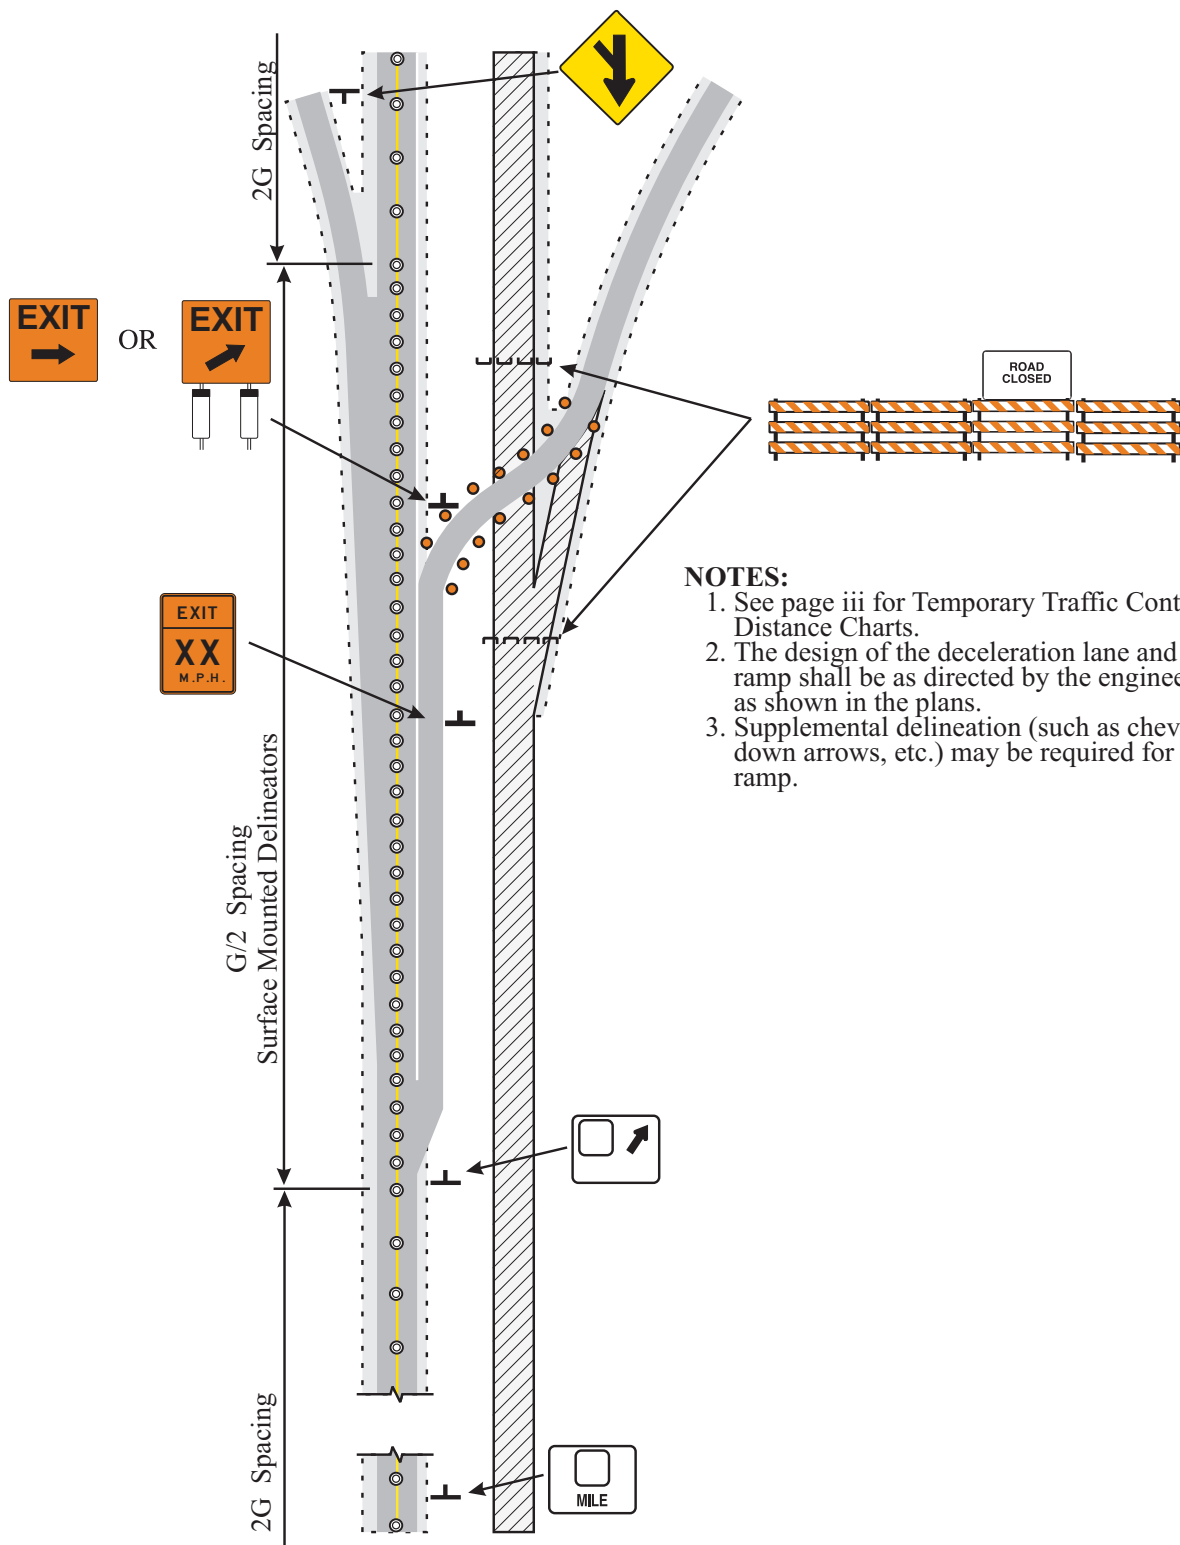 2G Spacing
EXIT
OR
EXIT
ROAD
CLOSED
EXIT
XX
M.P.H.
NOTES:
1. See page iii for Temporary Traffic Cont
Distance Charts.
2. The design of the deceleration lane and
ramp shall be as directed by the enginee
as shown in the plans.
3. Supplemental delineation (such as chev
down arrows, etc.) may be required for
ramp.
G/2 Spacing
Surface Mounted Delineators
2G Spacing
MILE